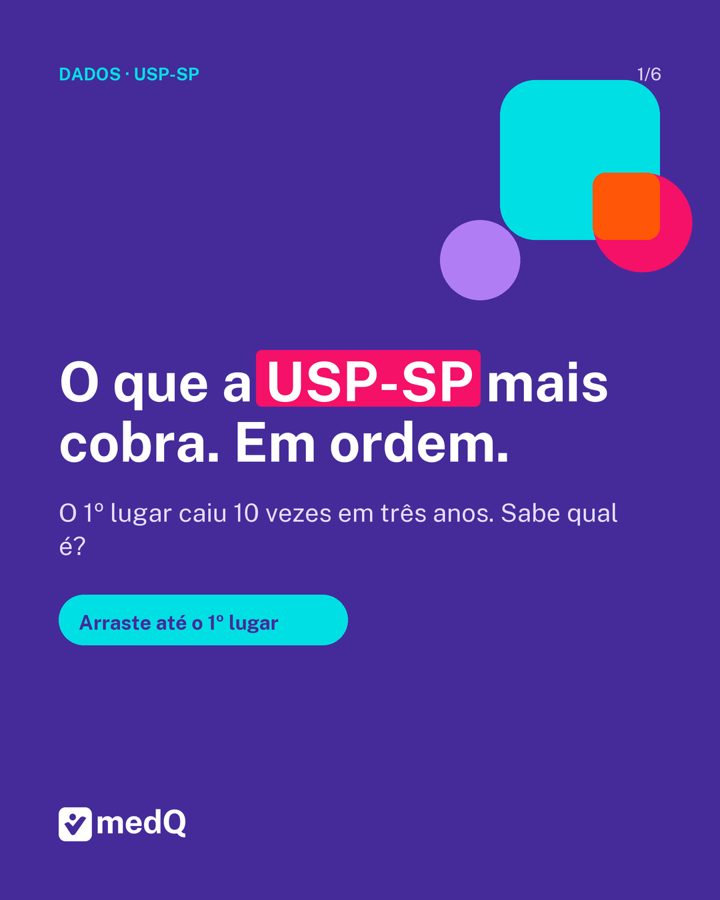 DADOS · USP-SP
1/6
O que a USP-SP mais
cobra. Em ordem.
O 1º lugar caiu 10 vezes em três anos. Sabe qual
é?
Arraste até o 1º lugar
medQ